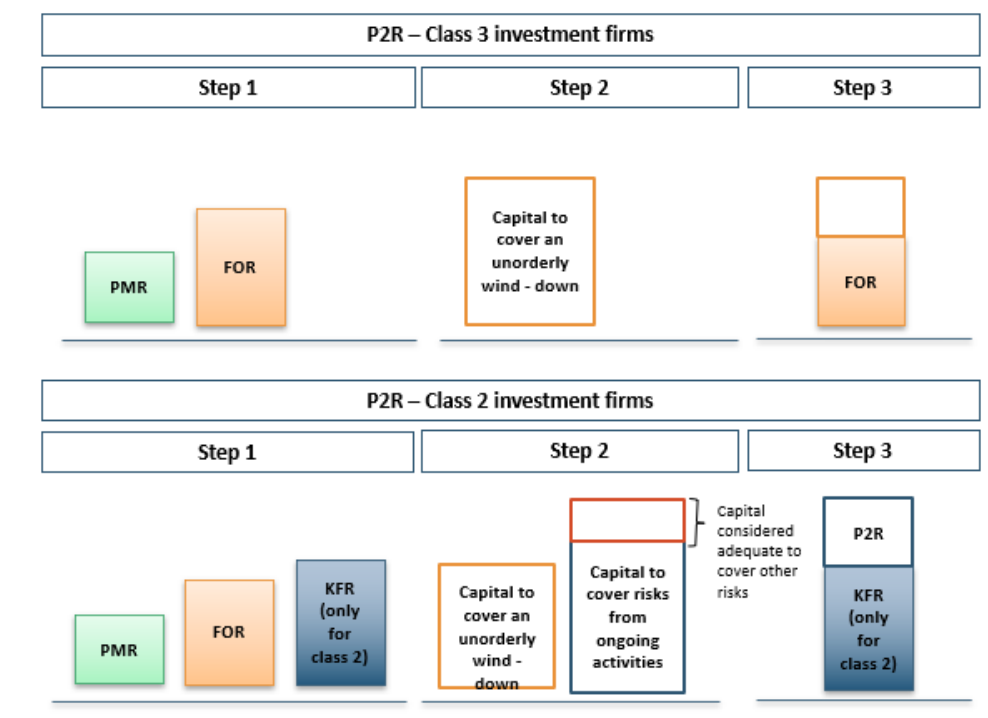 P2R – Class 3 investment firms
Step 1
Step 2
Step 3
PMR
FOR
Capital to
cover an
unorderly
wind - down
FOR
P2R – Class 2 investment firms
Step 1
Step 2
Step 3
PMR
FOR
KFR
(only
for
class 2)
Capital to
cover an
unorderly
wind -
down
Capital to
cover risks
from
ongoing
activities
Capital
considered
adequate to
cover other
risks
P2R
KFR
(only
for
class 2)